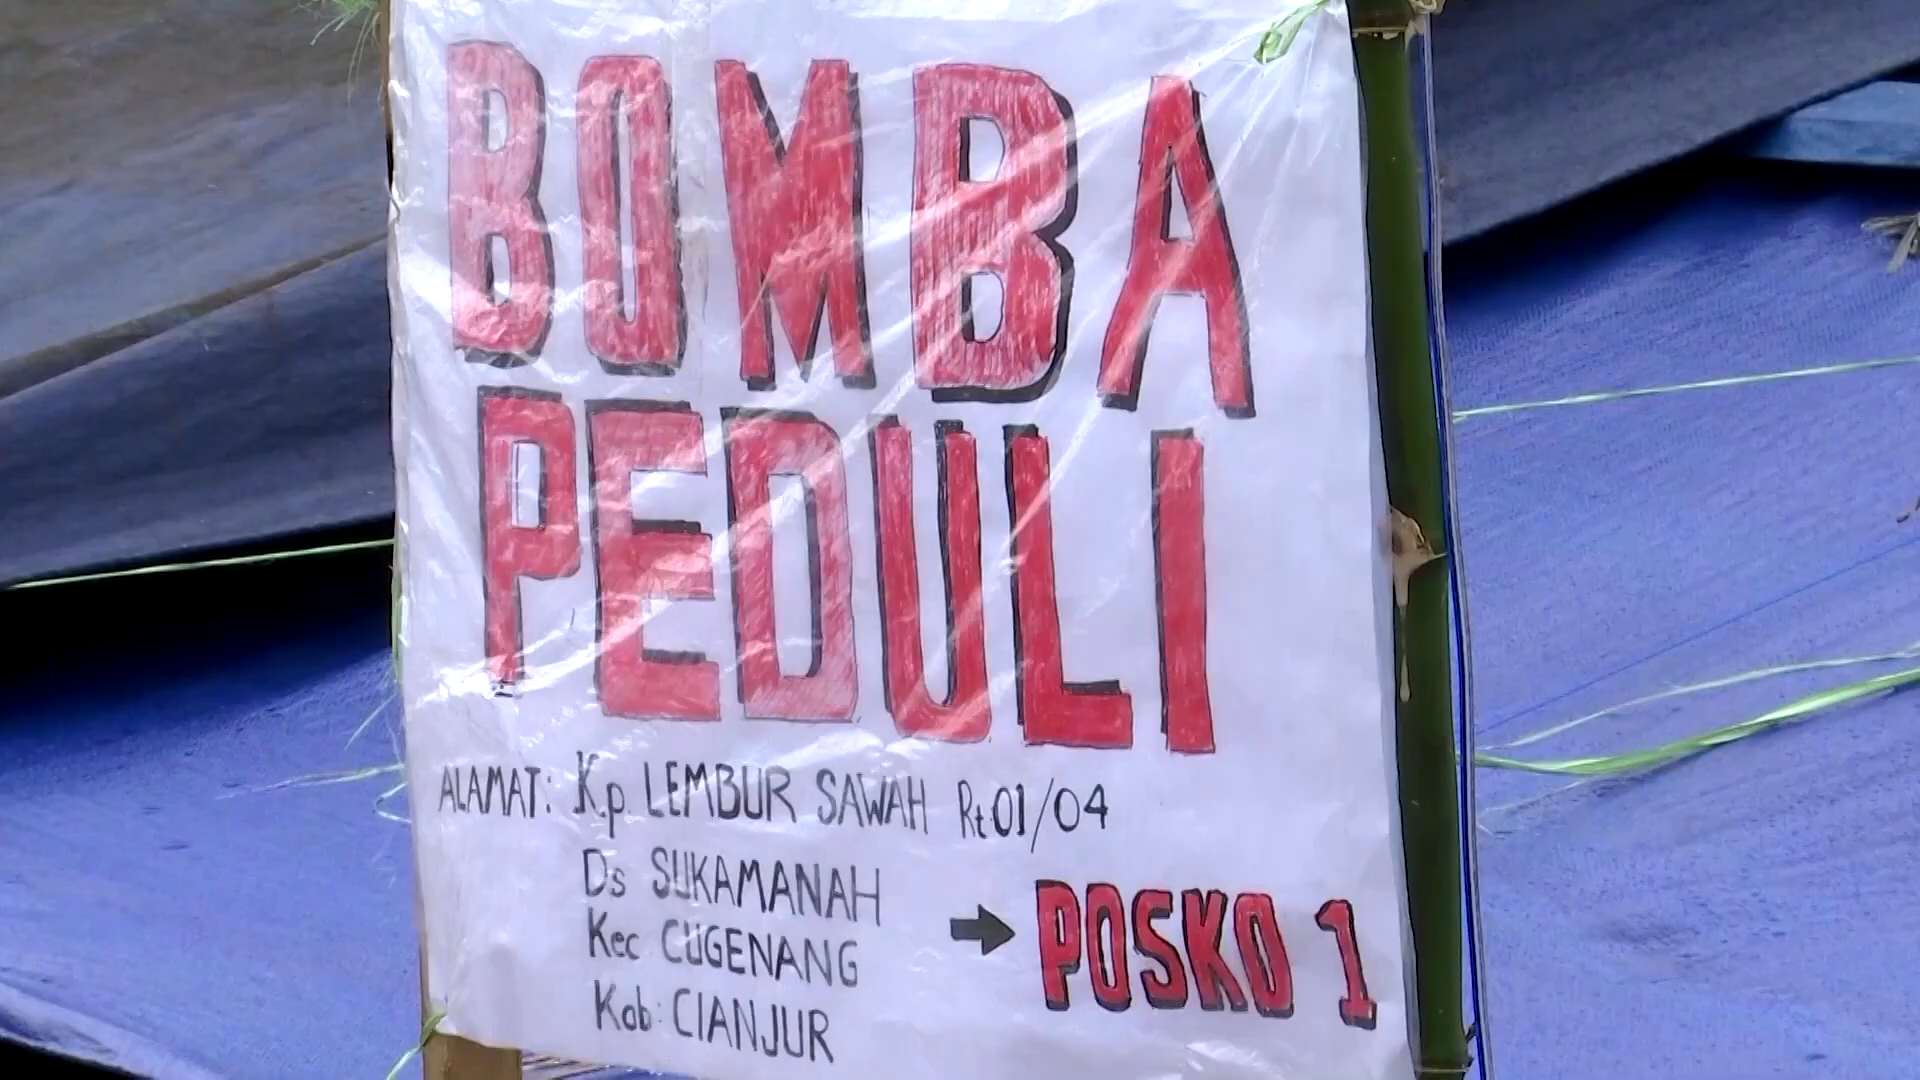 BOMBA
PEDULI
ALAMAT: Kp. LEMBUR SAWAH Rt.01/04
Ds SUKAMANAH
Kec CUGENANG
Kab: CIANJUR
→ POSKO 1